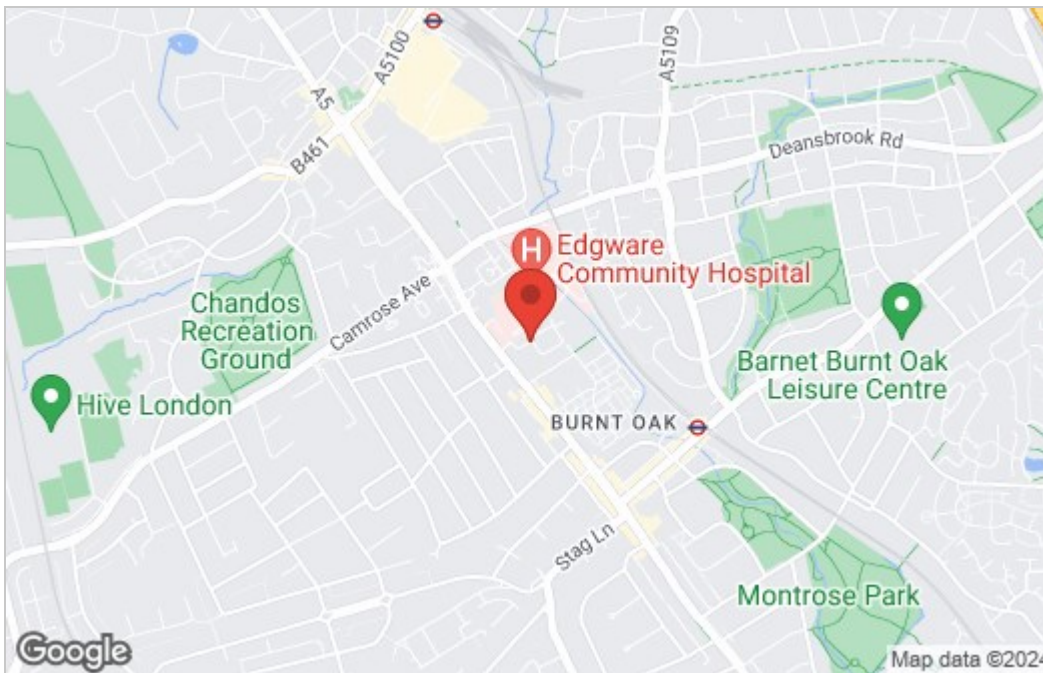 A5100
A5109
A5
B461
Deansbrook Rd
H
Edgware
Community Hospital
Chandos
Recreation
Ground
Camrose Ave
Hive London
Barnet Burnt Oak
Leisure Centre
BURNT OAK
Stag Ln
Montrose Park
Google
Map data ©2024